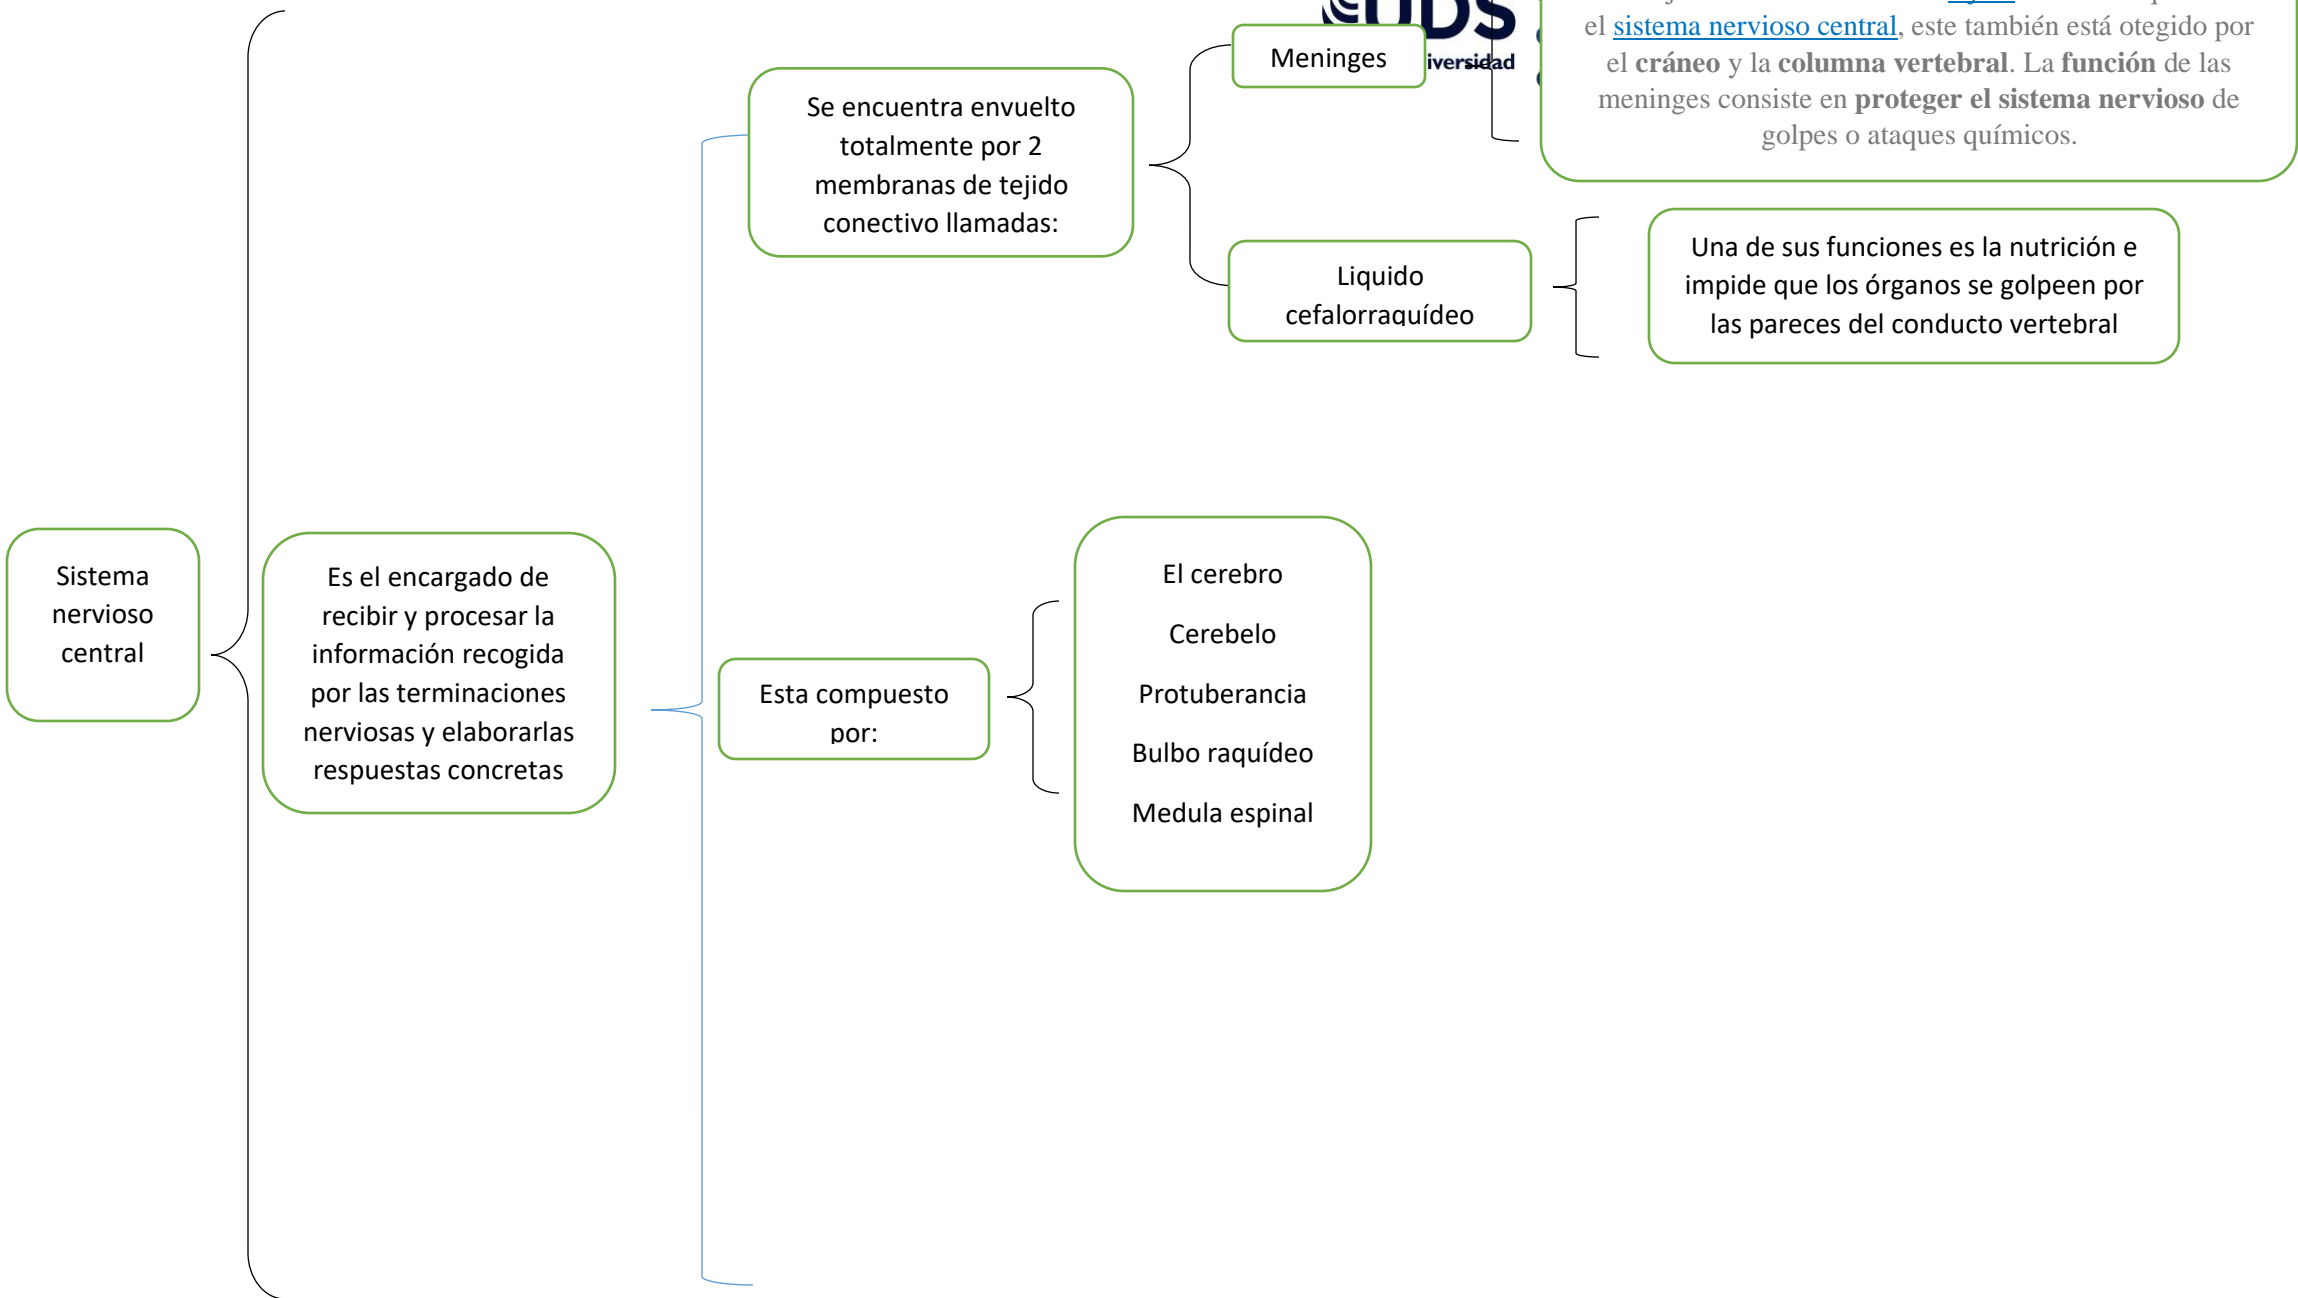 Sistema
nervioso
central
Es el encargado de
recibir y procesar la
información recogida
por las terminaciones
nerviosas y elaborarlas
respuestas concretas
Se encuentra envuelto
totalmente por 2
membranas de tejido
conectivo llamadas:
Meninges
UDS
iversidad
el sistema nervioso central, este también está otegido por
el cráneo y la columna vertebral. La función de las
meninges consiste en proteger el sistema nervioso de
golpes o ataques químicos.
Liquido
cefalorraquídeo
Una de sus funciones es la nutrición e
impide que los órganos se golpeen por
las pareces del conducto vertebral
Esta compuesto
por:
El cerebro
Cerebelo
Protuberancia
Bulbo raquídeo
Medula espinal